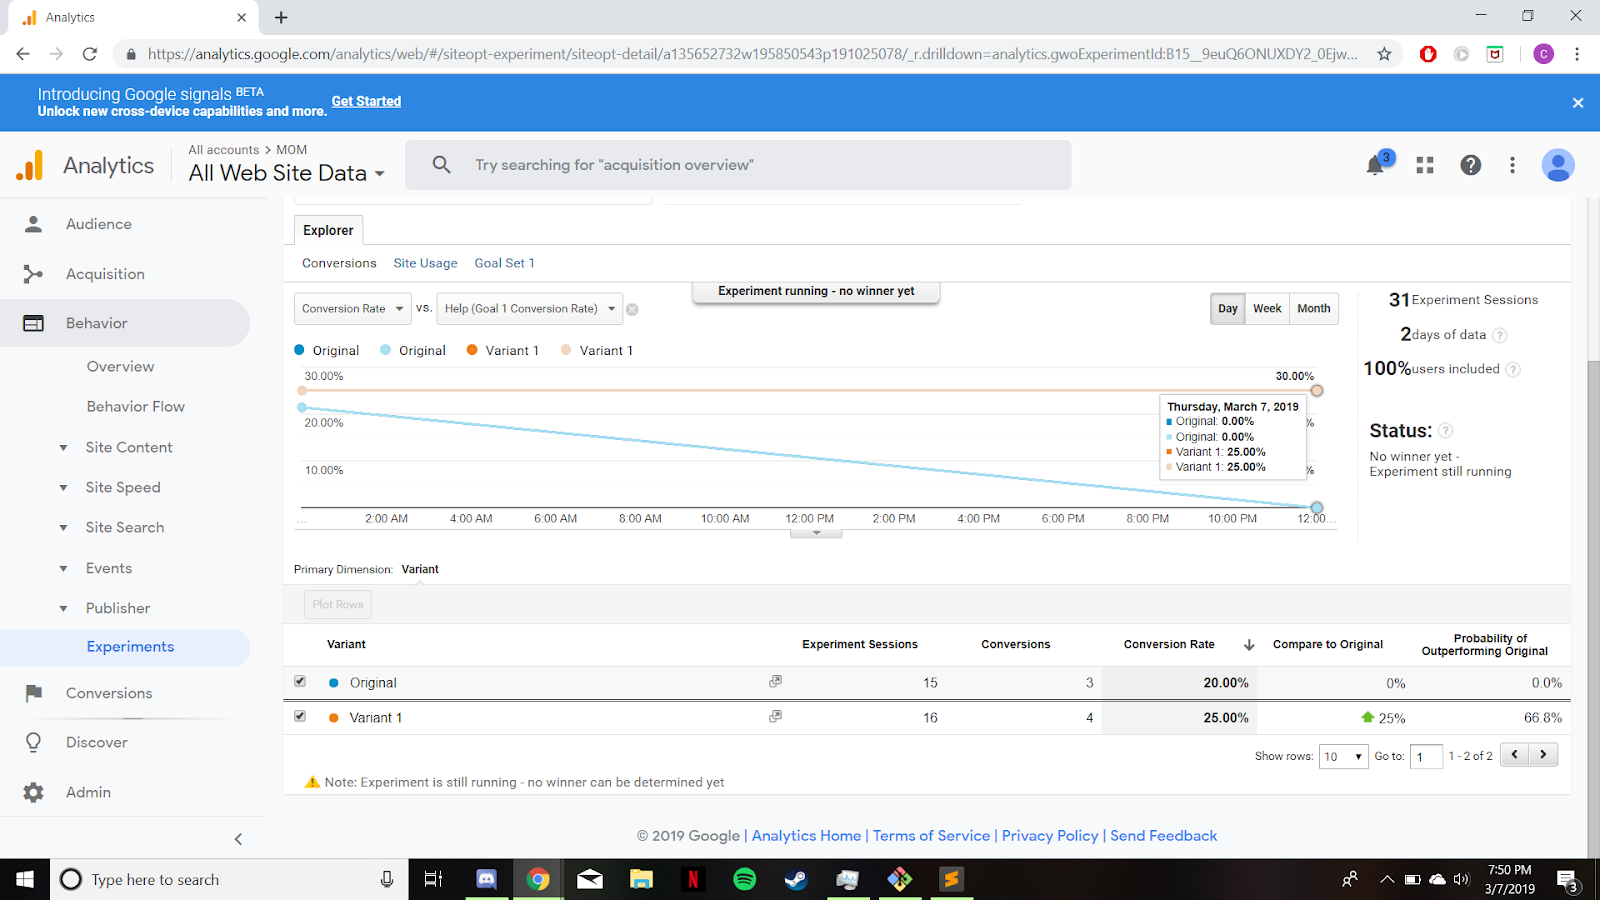 Analytics
https://analytics.google.com/analytics/web/#/siteopt-experiment/siteopt-detail/a135652732w195850543p191025078/_r.drilldown=analytics.gwoExperimentId:B15__9euQ6ONUXDY2_0Ejw...
C
Introducing Google signals BETA
Unlock new cross-device capabilities and more.
Get Started
Analytics
All accounts > MOM
All Web Site Data
Try searching for "acquisition overview"
3
Audience
Acquisition
Behavior
Overview
Behavior Flow
Site Content
Site Speed
Site Search
Events
Publisher
Experiments
Conversions
Discover
Admin
Explorer
Conversions Site Usage Goal Set 1
Experiment running - no winner yet
Conversion Rate vs. Help (Goal 1 Conversion Rate)
Day Week Month
Original Original Variant 1 Variant 1
30.00% 30.00%
20.00% %
10.00% %
Thursday, March 7, 2019
Original: 0.00%
Original: 0.00%
Variant 1: 25.00%
Variant 1: 25.00%
... 2:00 AM 4:00 AM 6:00 AM 8:00 AM 10:00 AM 12:00 PM 2:00 PM 4:00 PM 6:00 PM 8:00 PM 10:00 PM 12:00...
31 Experiment Sessions
2 days of data ?
100% users included ?
Status: ?
No winner yet -
Experiment still running
Primary Dimension: Variant
Plot Rows
Variant Experiment Sessions Conversions Conversion Rate Compare to Original Probability of
Outperforming Original
Original 15 3 20.00% 0% 0.0%
Variant 1 16 4 25.00% 25% 66.8%
Show rows: 10 Go to: 1 1 - 2 of 2
Note: Experiment is still running - no winner can be determined yet
© 2019 Google | Analytics Home | Terms of Service | Privacy Policy | Send Feedback
Type here to search
N
7:50 PM
3/7/2019
3